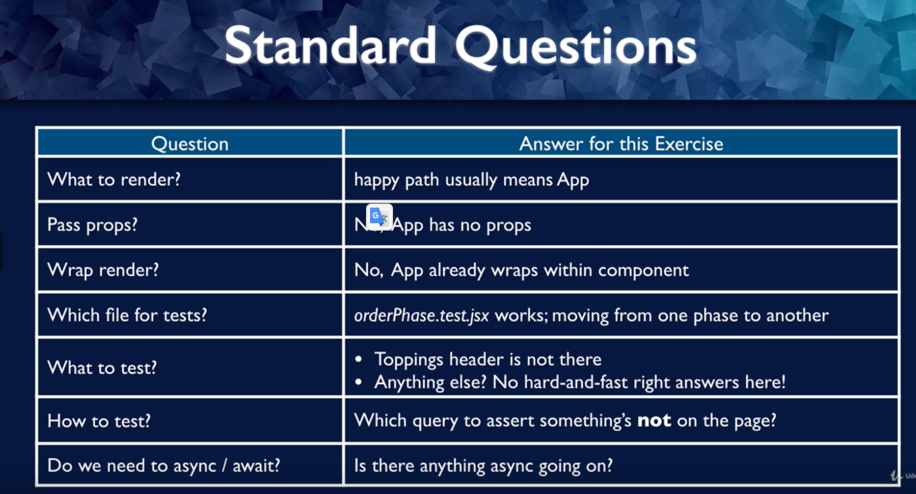 Standard Questions
Question
Answer for this Exercise
What to render?
happy path usually means App
Pass props?
App has no props
Wrap render?
No, App already wraps within component
Which file for tests?
orderPhase.test.jsx works; moving from one phase to another
What to test?
• Toppings header is not there
• Anything else? No hard-and-fast right answers here!
How to test?
Which query to assert something's not on the page?
Do we need to async / await?
Is there anything async going on?